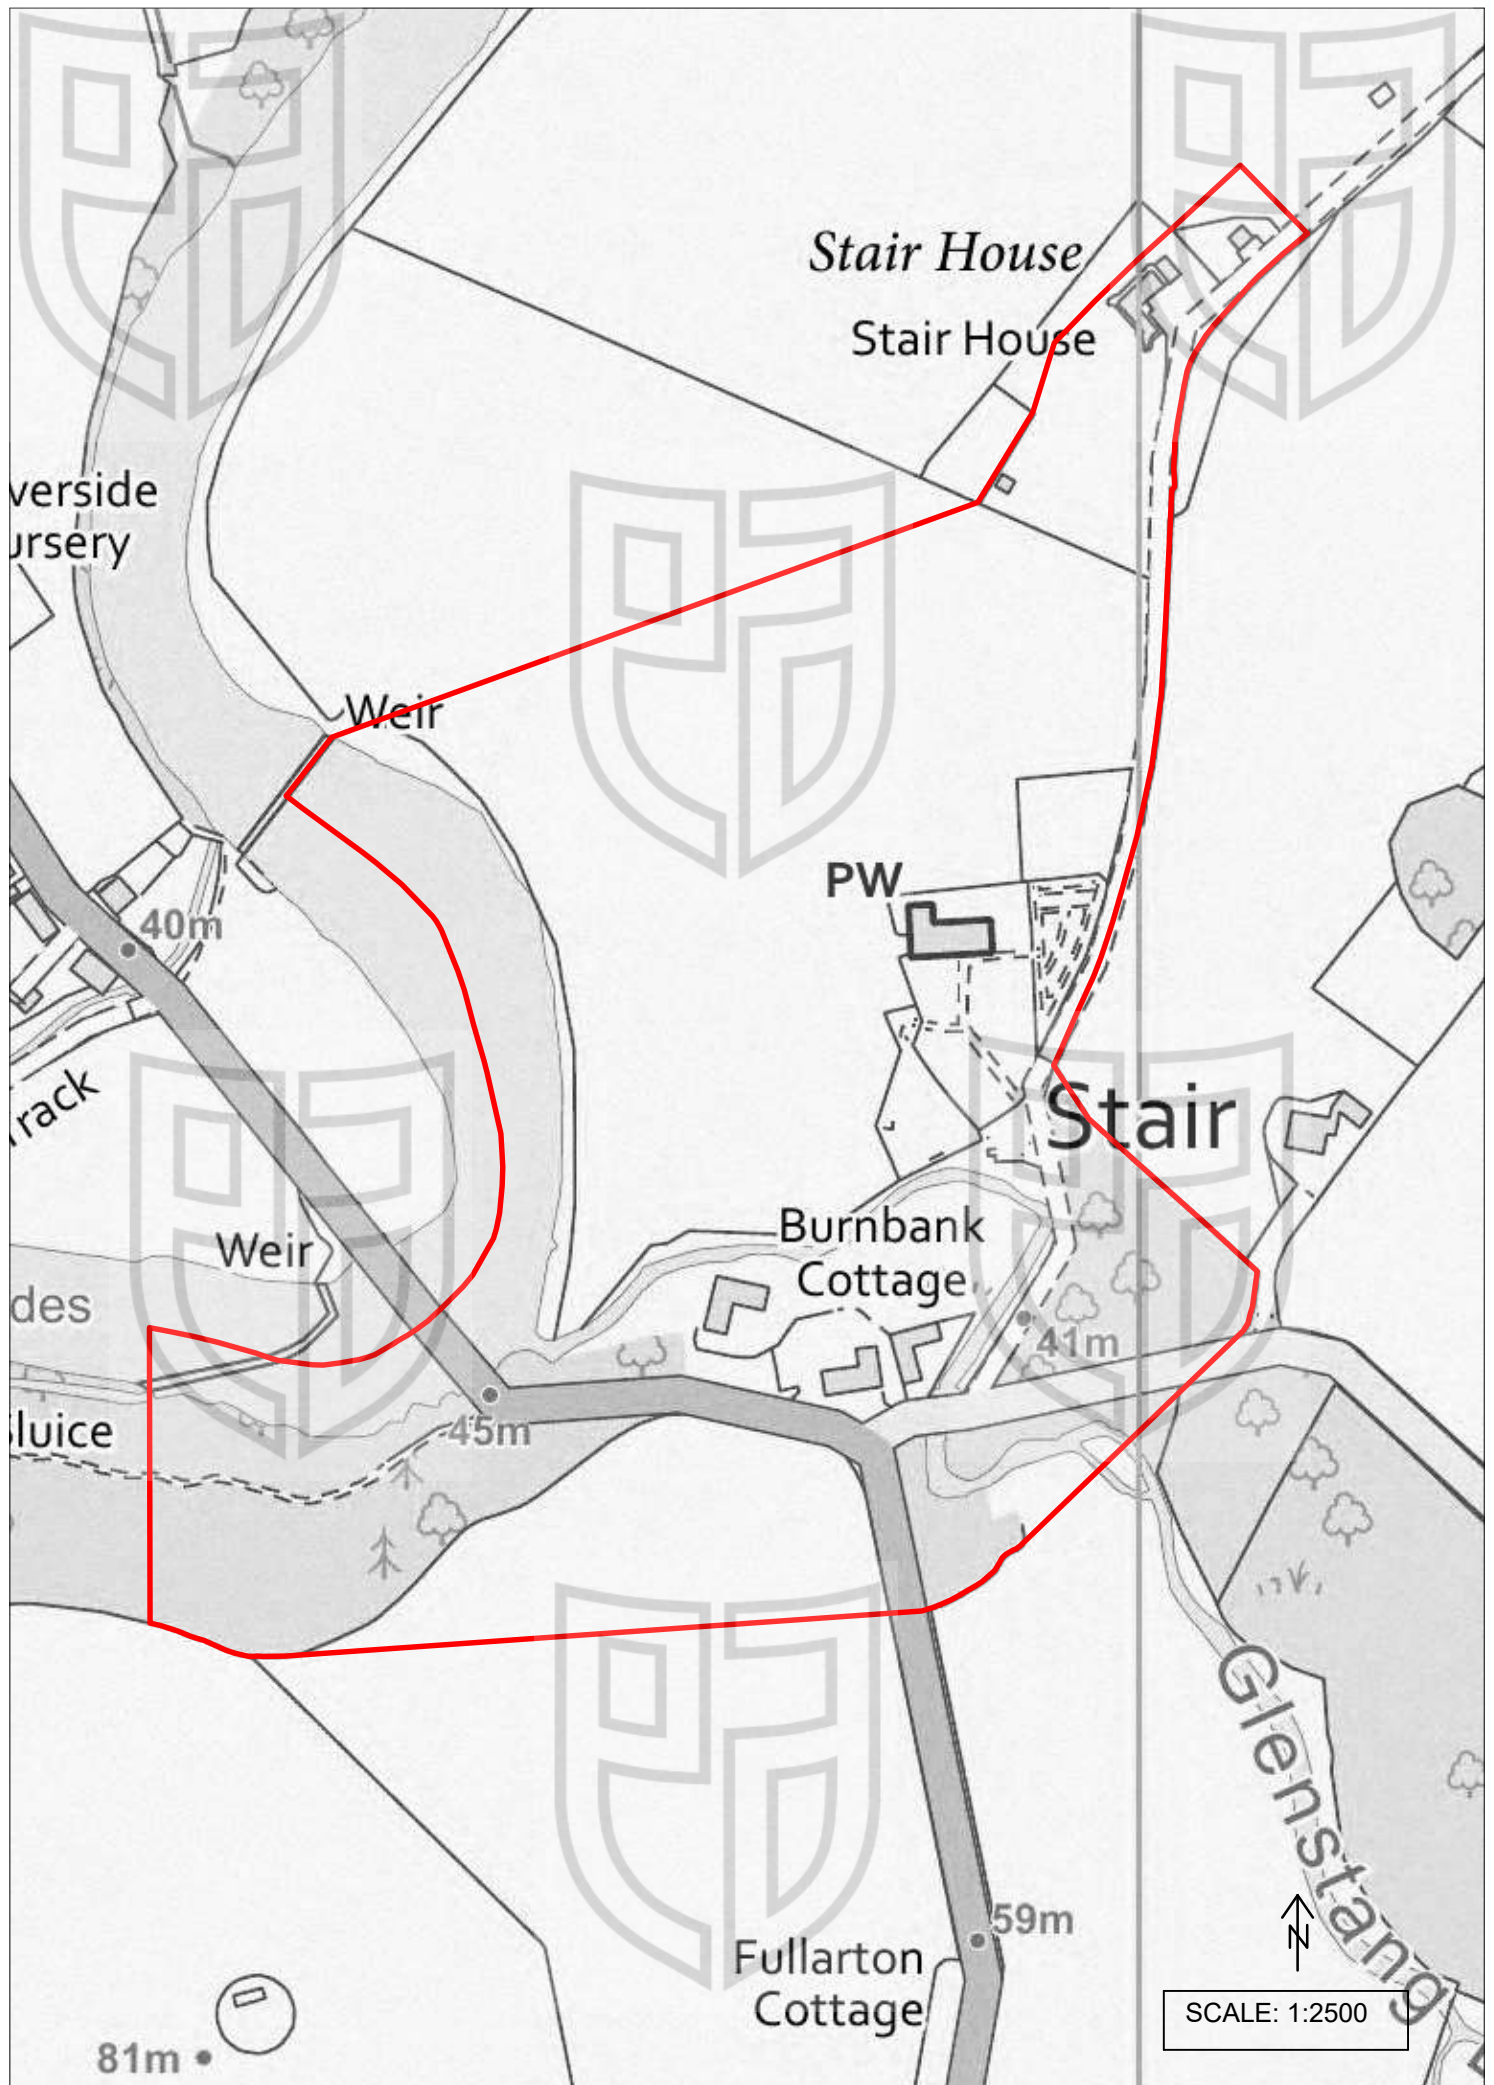 Stair House
Stair House
verside
ursery
Weir
PW
40m
Track
Stair
Weir
Burnbank
Cottage
des
41m
45m
Sluice
Glenstang
59m
Fullarton
Cottage
N
SCALE: 1:2500
81m